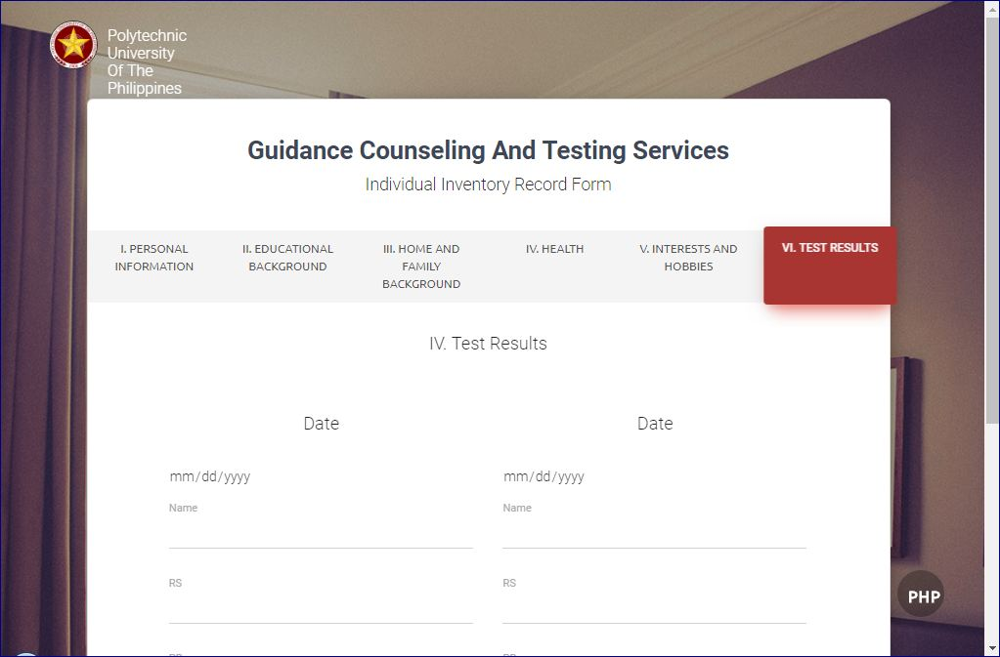 Polytechnic
University
Of The
Philippines
Guidance Counseling And Testing Services
Individual Inventory Record Form
I. PERSONAL
INFORMATION
II. EDUCATIONAL
BACKGROUND
III. HOME AND
FAMILY
BACKGROUND
IV. HEALTH
V. INTERESTS AND
HOBBIES
VI. TEST RESULTS
IV. Test Results
Date
Date
mm/dd/yyyy
mm/dd/yyyy
Name
Name
RS
RS
PHP